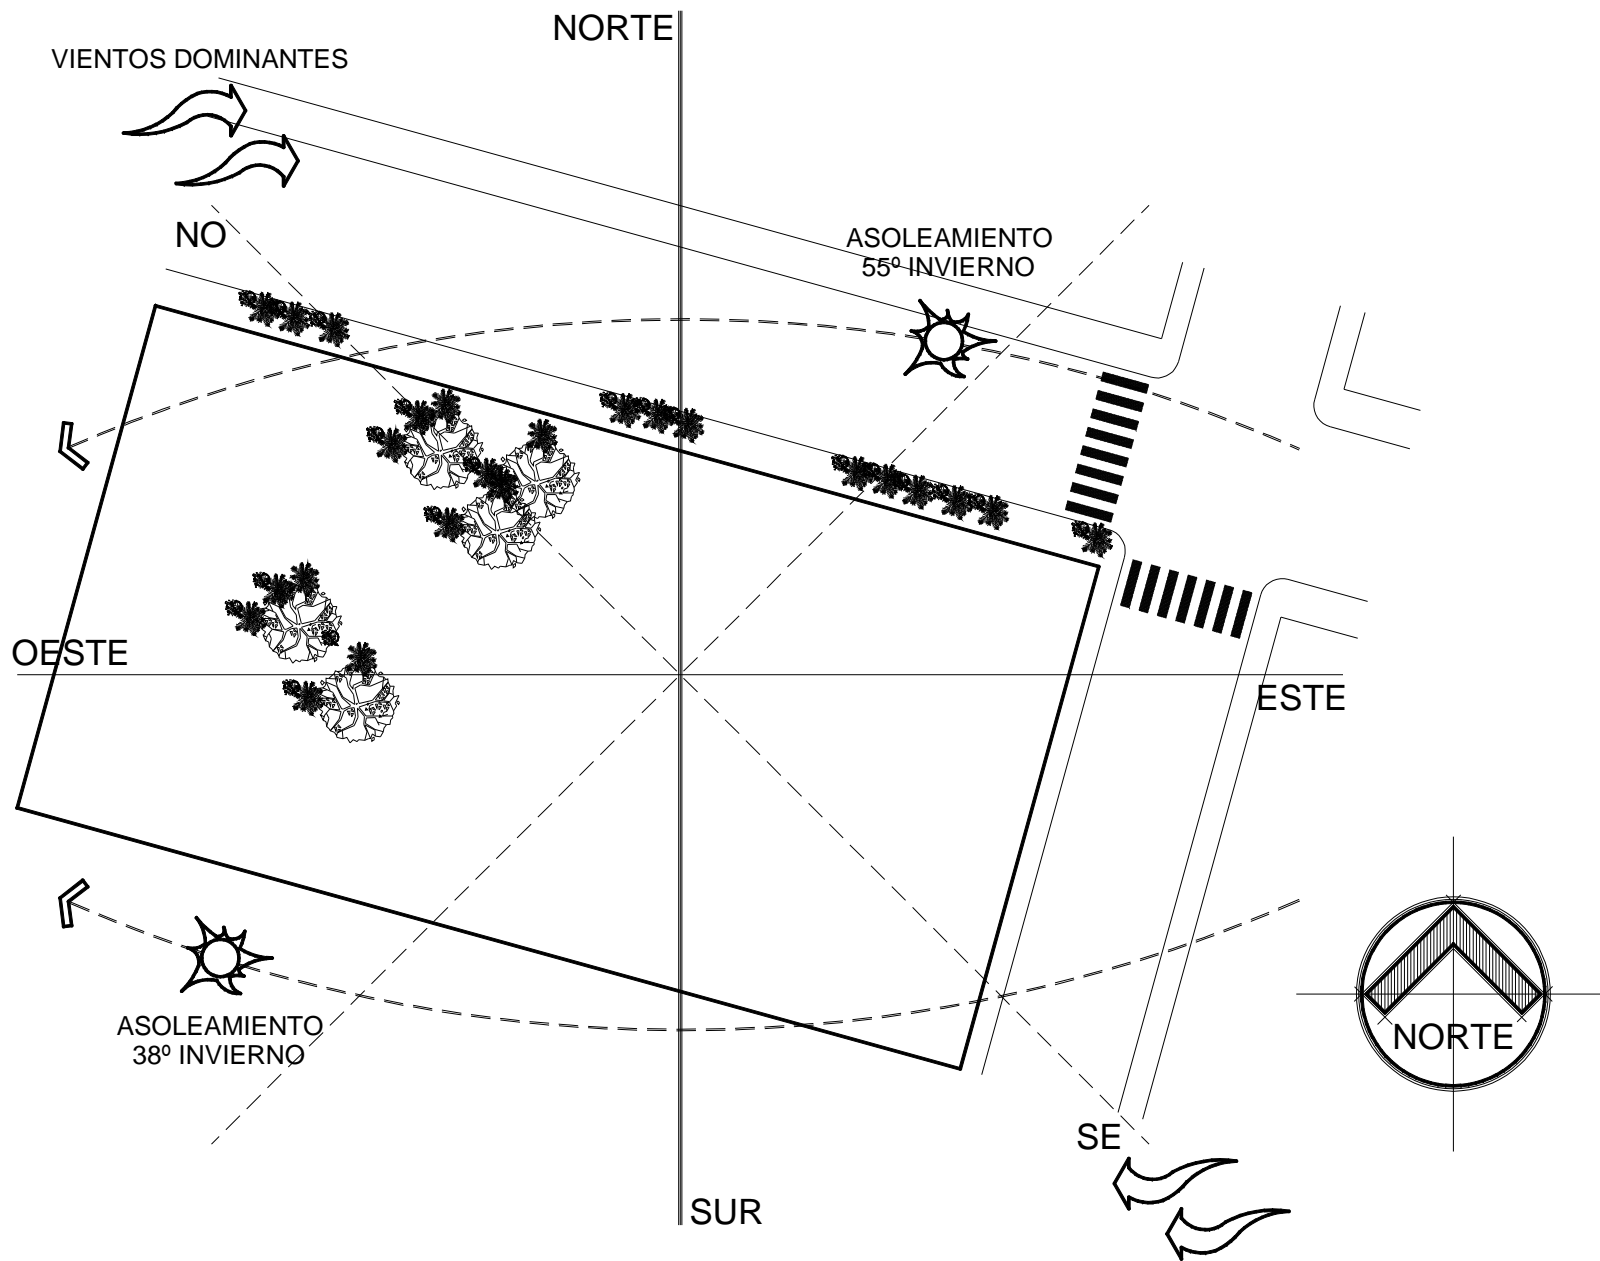 NORTE
VIENTOS DOMINANTES
NO
ASOLEAMIENTO
55º INVIERNO
OESTE
ESTE
ASOLEAMIENTO
38º INVIERNO
NORTE
SE
SUR